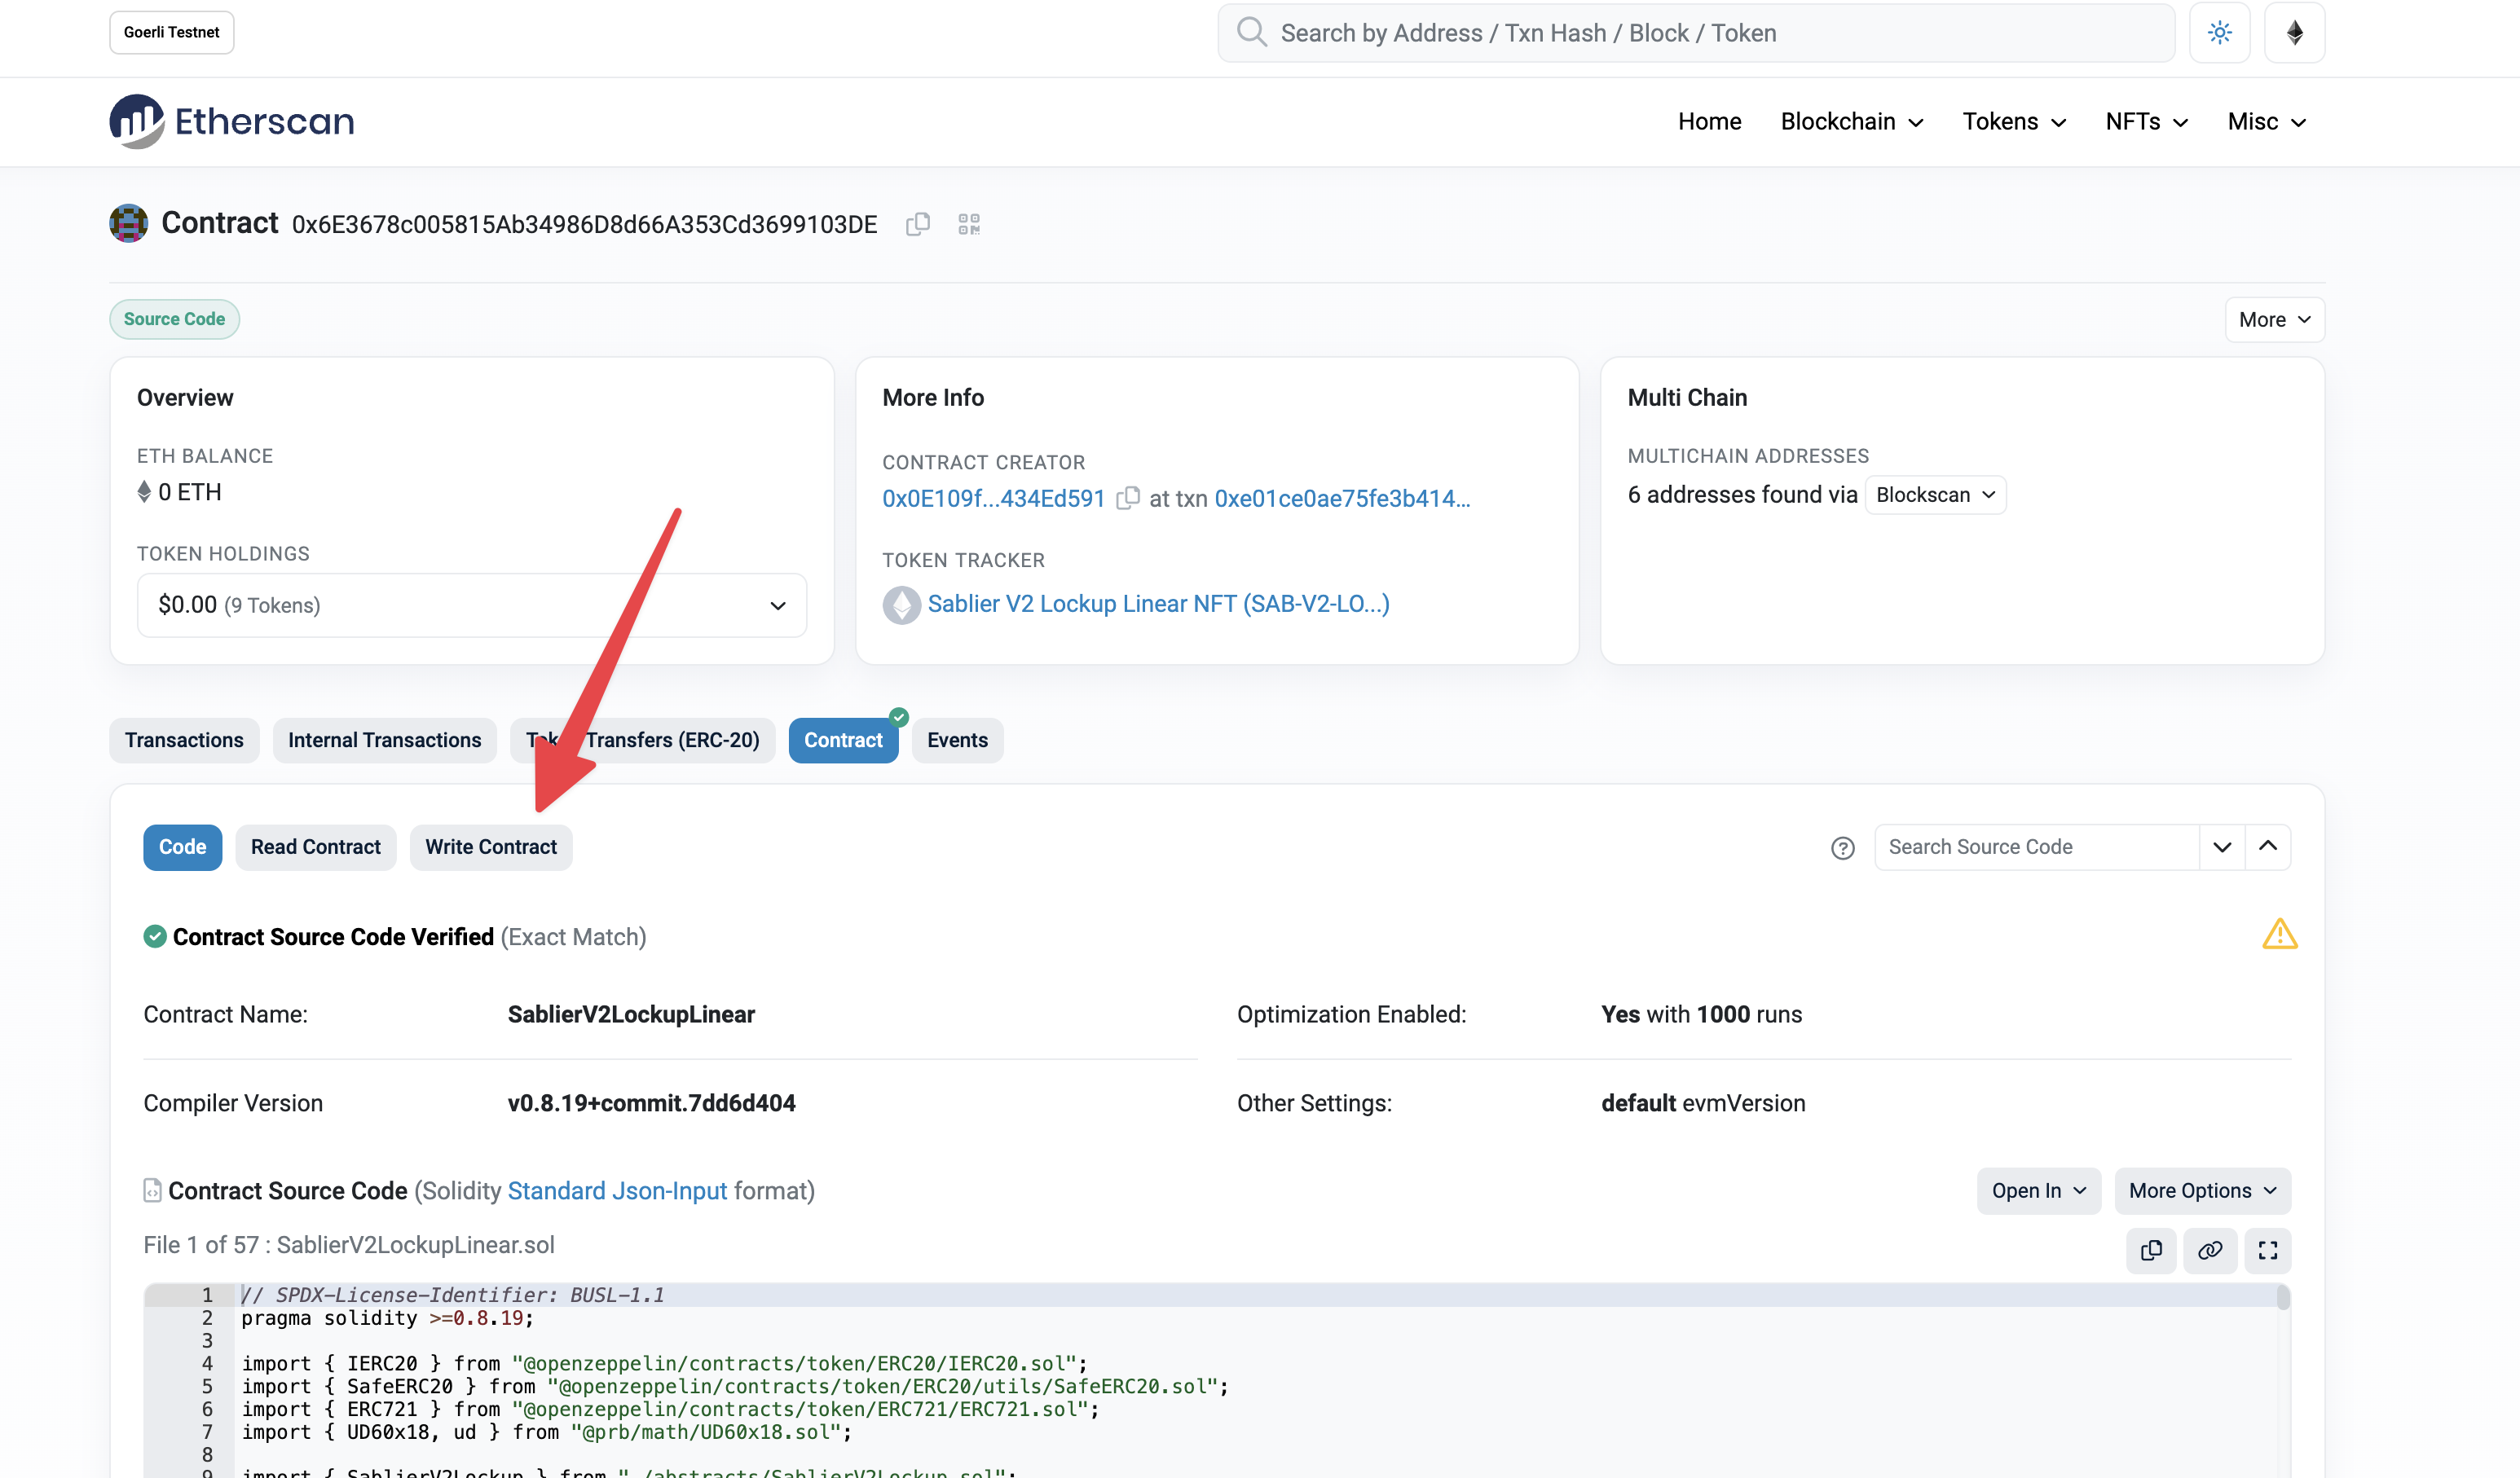 Goerli Testnet
Search by Address / Txn Hash / Block / Token
Etherscan
Home Blockchain Tokens NFTs Misc
Contract 0x6E3678c005815Ab34986D8d66A353Cd3699103DE
Source Code
More
Overview
ETH BALANCE
0 ETH
TOKEN HOLDINGS
$0.00 (9 Tokens)
More Info
CONTRACT CREATOR
0x0E109f...434Ed591 at txn 0xe01ce0ae75fe3b414...
TOKEN TRACKER
Sablier V2 Lockup Linear NFT (SAB-V2-LO...)
Multi Chain
MULTICHAIN ADDRESSES
6 addresses found via Blockscan
Transactions Internal Transactions Transfers (ERC-20) Contract Events
Code Read Contract Write Contract
Search Source Code
Contract Source Code Verified (Exact Match)
Contract Name: SablierV2LockupLinear
Optimization Enabled: Yes with 1000 runs
Compiler Version v0.8.19+commit.7dd6d404
Other Settings: default evmVersion
Contract Source Code (Solidity Standard Json-Input format)
Open In More Options
File 1 of 57 : SablierV2LockupLinear.sol
1 // SPDX-License-Identifier: BUSL-1.1
2 pragma solidity >=0.8.19;
3
4 import { IERC20 } from "@openzeppelin/contracts/token/ERC20/IERC20.sol";
5 import { SafeERC20 } from "@openzeppelin/contracts/token/ERC20/utils/SafeERC20.sol";
6 import { ERC721 } from "@openzeppelin/contracts/token/ERC721/ERC721.sol";
7 import { UD60x18, ud } from "@prb/math/UD60x18.sol";
8
9 import { SablierV2Lockup } from "./abstracts/SablierV2Lockup.sol";